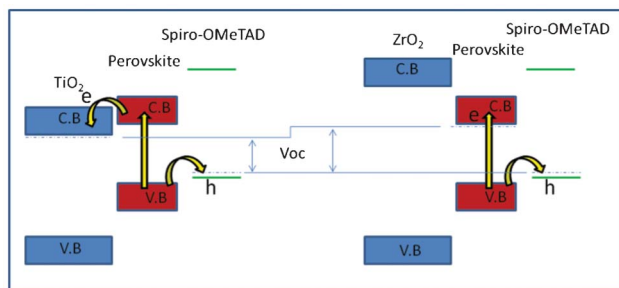 Spiro-OMeTAD
Perovskite
TiO₂
e
C.B
C.B
V.B
h
V.B
Voc
ZrO₂
Spiro-OMeTAD
Perovskite
C.B
C.B
e
V.B
h
V.B